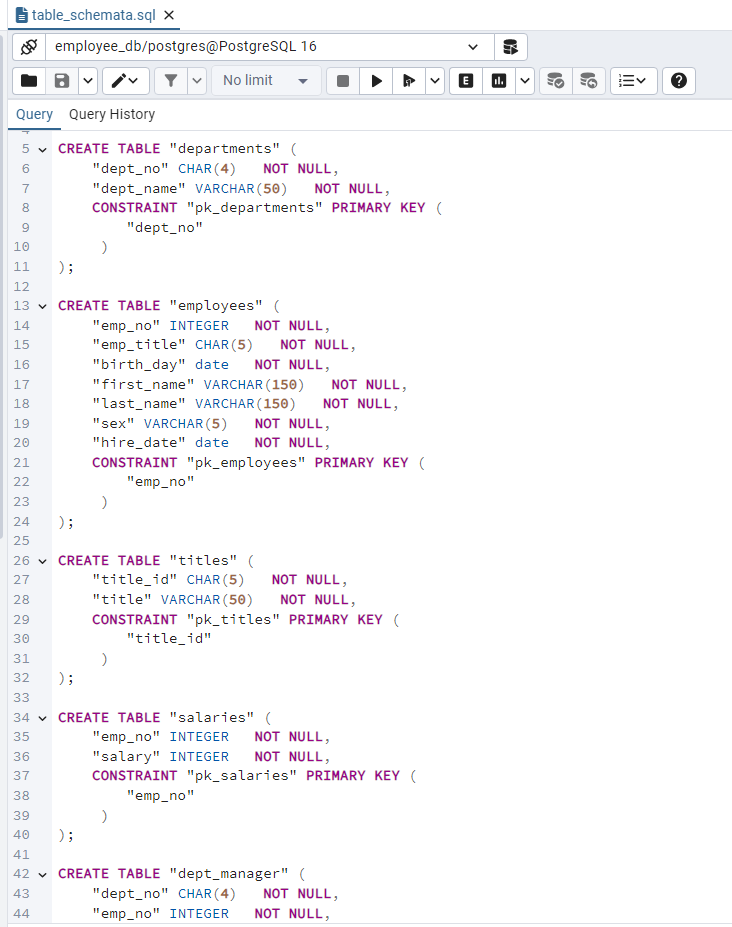 table_schemata.sql
employee_db/postgres@PostgreSQL 16
No limit
E
Query Query History
5 CREATE TABLE "departments" (
6 "dept_no" CHAR(4)   NOT NULL,
7 "dept_name" VARCHAR(50)   NOT NULL,
8 CONSTRAINT "pk_departments" PRIMARY KEY (
9 "dept_no"
10 )
11 );
12
13 CREATE TABLE "employees" (
14 "emp_no" INTEGER   NOT NULL,
15 "emp_title" CHAR(5)   NOT NULL,
16 "birth_day" date   NOT NULL,
17 "first_name" VARCHAR(150)   NOT NULL,
18 "last_name" VARCHAR(150)   NOT NULL,
19 "sex" VARCHAR(5)   NOT NULL,
20 "hire_date" date   NOT NULL,
21 CONSTRAINT "pk_employees" PRIMARY KEY (
22 "emp_no"
23 )
24 );
25
26 CREATE TABLE "titles" (
27 "title_id" CHAR(5)   NOT NULL,
28 "title" VARCHAR(50)   NOT NULL,
29 CONSTRAINT "pk_titles" PRIMARY KEY (
30 "title_id"
31 )
32 );
33
34 CREATE TABLE "salaries" (
35 "emp_no" INTEGER   NOT NULL,
36 "salary" INTEGER   NOT NULL,
37 CONSTRAINT "pk_salaries" PRIMARY KEY (
38 "emp_no"
39 )
40 );
41
42 CREATE TABLE "dept_manager" (
43 "dept_no" CHAR(4)   NOT NULL,
44 "emp_no" INTEGER   NOT NULL,